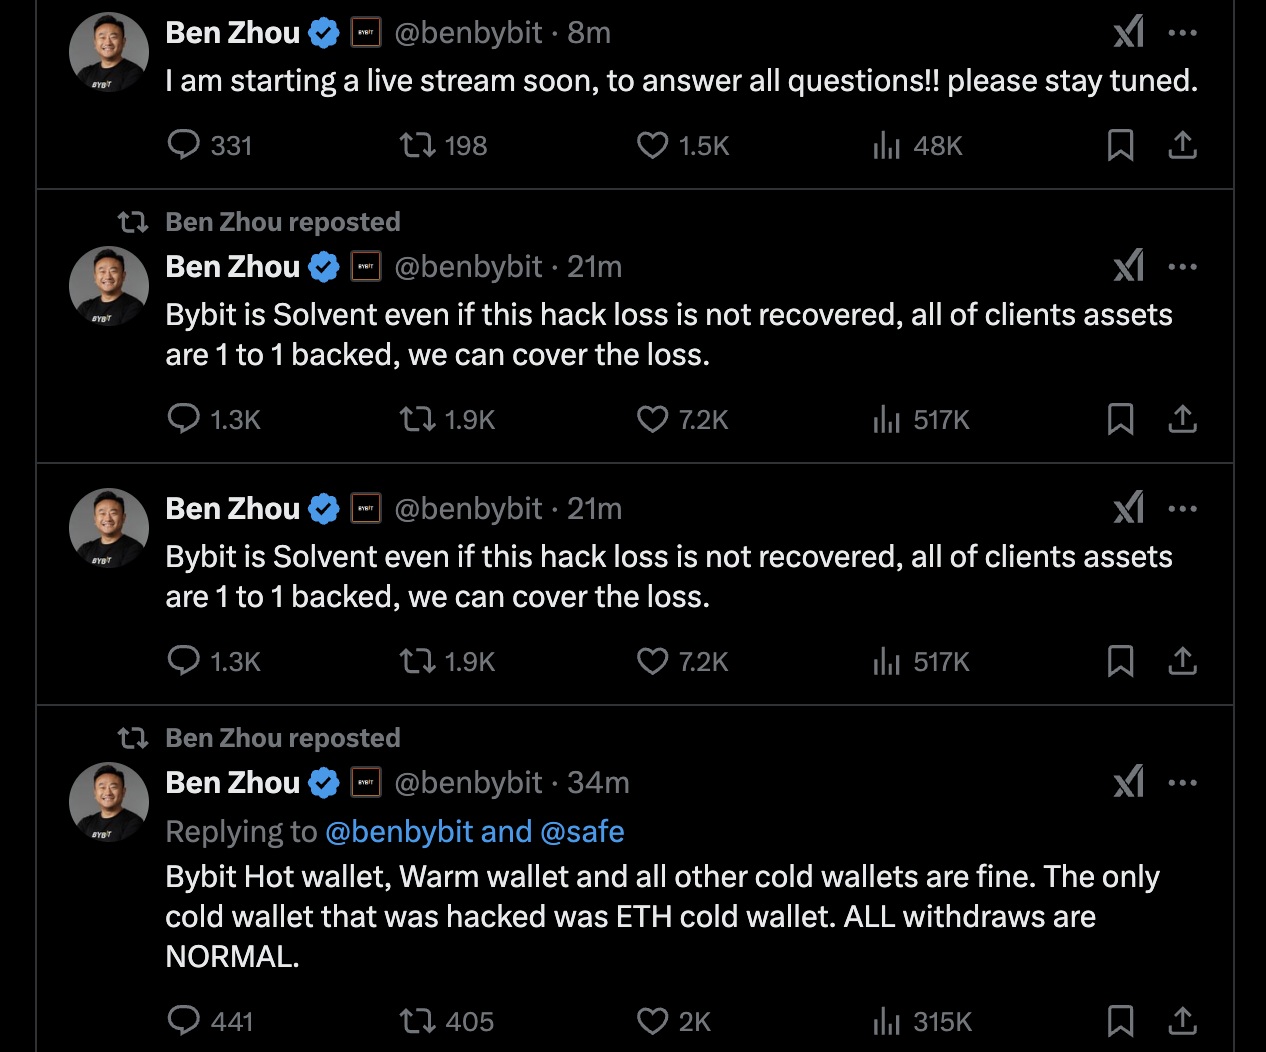 Ben Zhou BYBIT @benbybit · 8m
I am starting a live stream soon, to answer all questions!! please stay tuned.
331 198 1.5K 48K
Ben Zhou reposted
Ben Zhou BYBIT @benbybit · 21m
Bybit is Solvent even if this hack loss is not recovered, all of clients assets
are 1 to 1 backed, we can cover the loss.
1.3K 1.9K 7.2K 517K
Ben Zhou BYBIT @benbybit · 21m
Bybit is Solvent even if this hack loss is not recovered, all of clients assets
are 1 to 1 backed, we can cover the loss.
1.3K 1.9K 7.2K 517K
Ben Zhou reposted
Ben Zhou BYBIT @benbybit · 34m
Replying to @benbybit and @safe
Bybit Hot wallet, Warm wallet and all other cold wallets are fine. The only
cold wallet that was hacked was ETH cold wallet. ALL withdraws are
NORMAL.
441 405 2K 315K